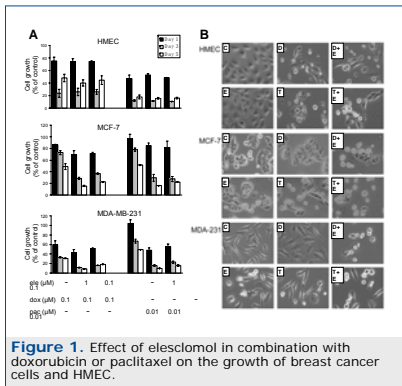 A
B
Day 1
Day 2
Day 3
HMEC
Cell growth
(% of control)
MCF-7
Cell growth
(% of control)
MDA-MB-231
Cell growth
(% of control)
ele (µM) - 1 0.1 - 1
0.1
dox (µM) 0.1 0.1 0.1 - - -
pac (µM) - - - 0.01 0.01
0.01
HMEC
C D D+
E
E T T+
E
MCF-7
C D D+
E
E T T+
E
MDA-231
C D D+
E
E T T+
E
Figure 1. Effect of elesclomol in combination with
doxorubicin or paclitaxel on the growth of breast cancer
cells and HMEC.